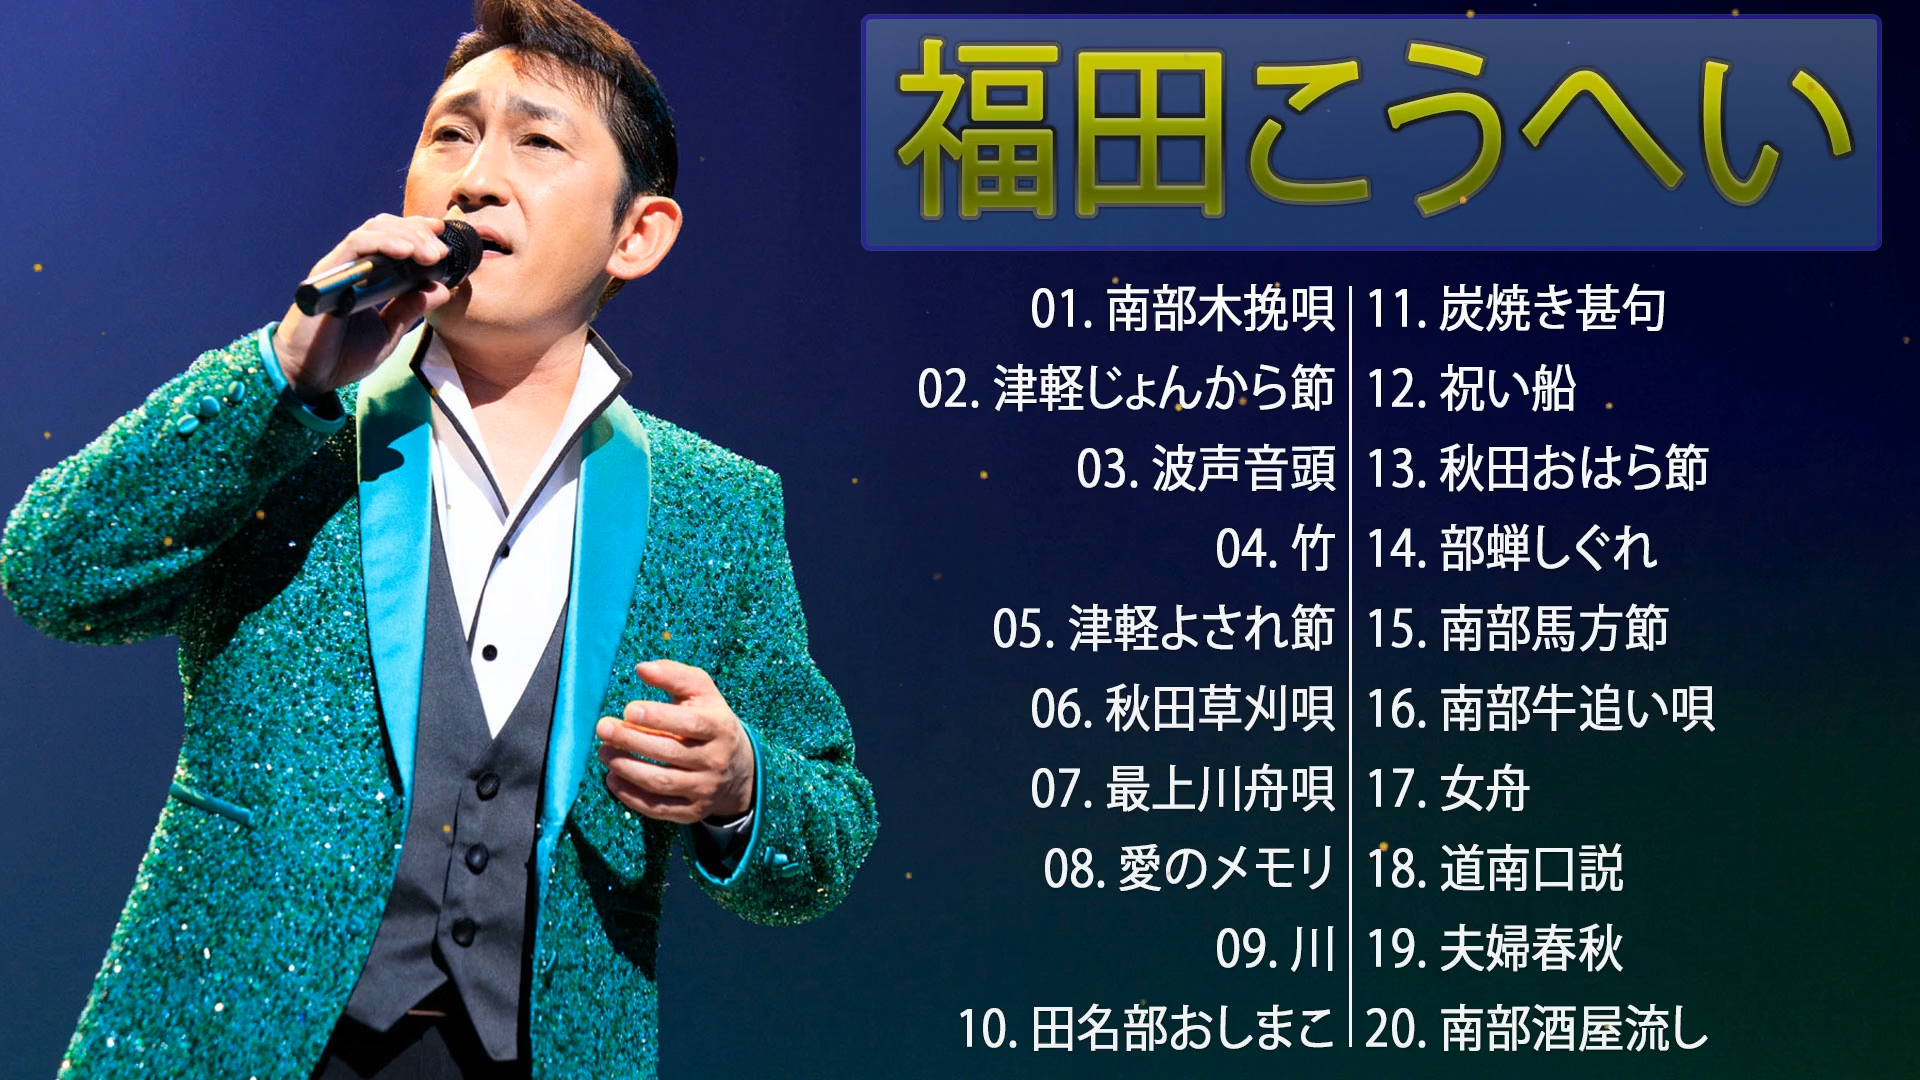 福田こうへい
01. 南部木挽唄
02. 津軽じょんから節
03. 波声音頭
04. 竹
05. 津軽よされ節
06. 秋田草刈唄
07. 最上川舟唄
08. 愛のメモリ
09. 川
10. 田名部おしまこ
11. 炭焼き甚句
12. 祝い船
13. 秋田おはら節
14. 部蝉しぐれ
15. 南部馬方節
16. 南部牛追い唄
17. 女舟
18. 道南口説
19. 夫婦春秋
20. 南部酒屋流し